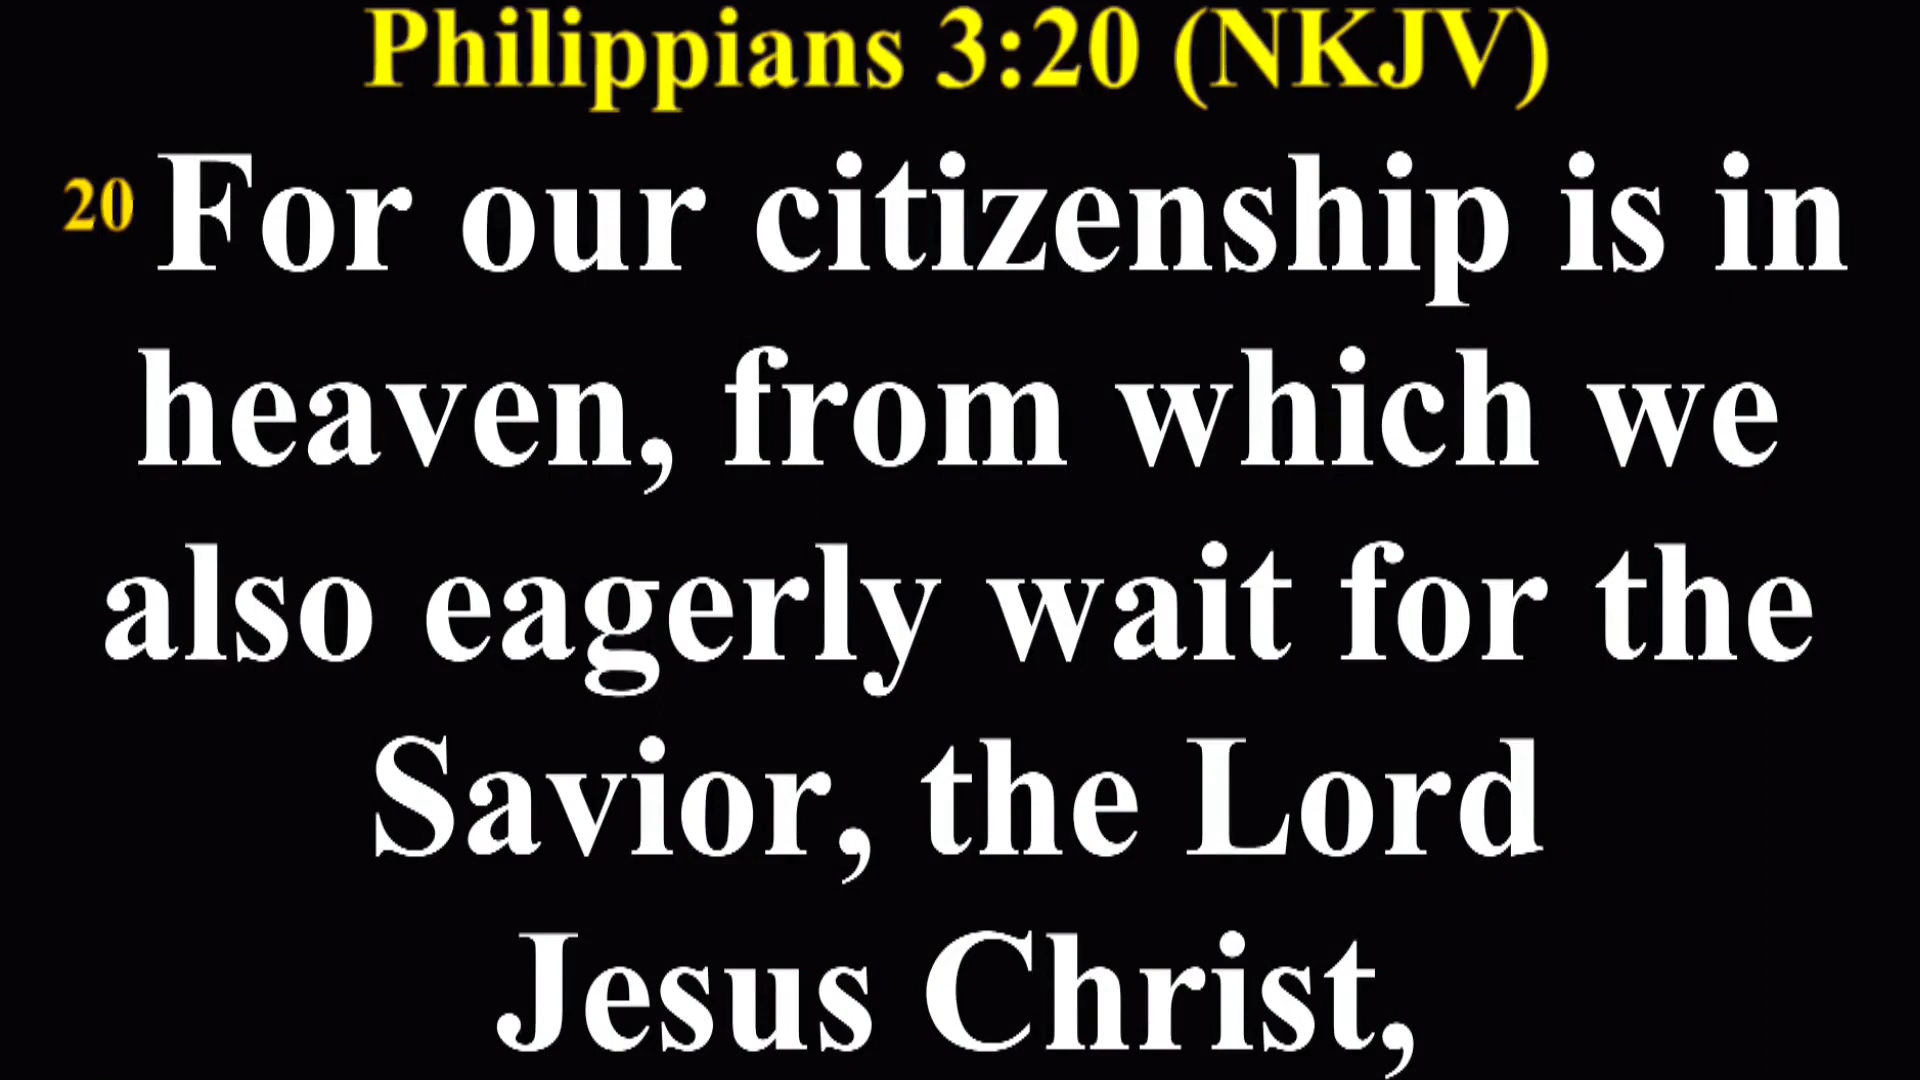 Philippians 3:20 (NKJV)
20 For our citizenship is in
heaven, from which we
also eagerly wait for the
Savior, the Lord
Jesus Christ,